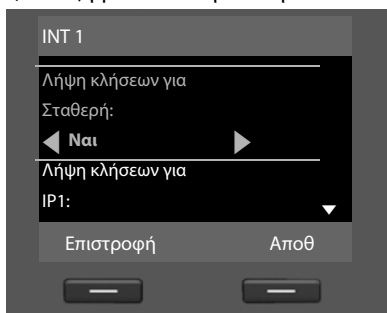 INT 1
Λήψη κλήσεων για
Σταθερή:
Ναι
Λήψη κλήσεων για
IP1:
Επιστροφή Αποθ